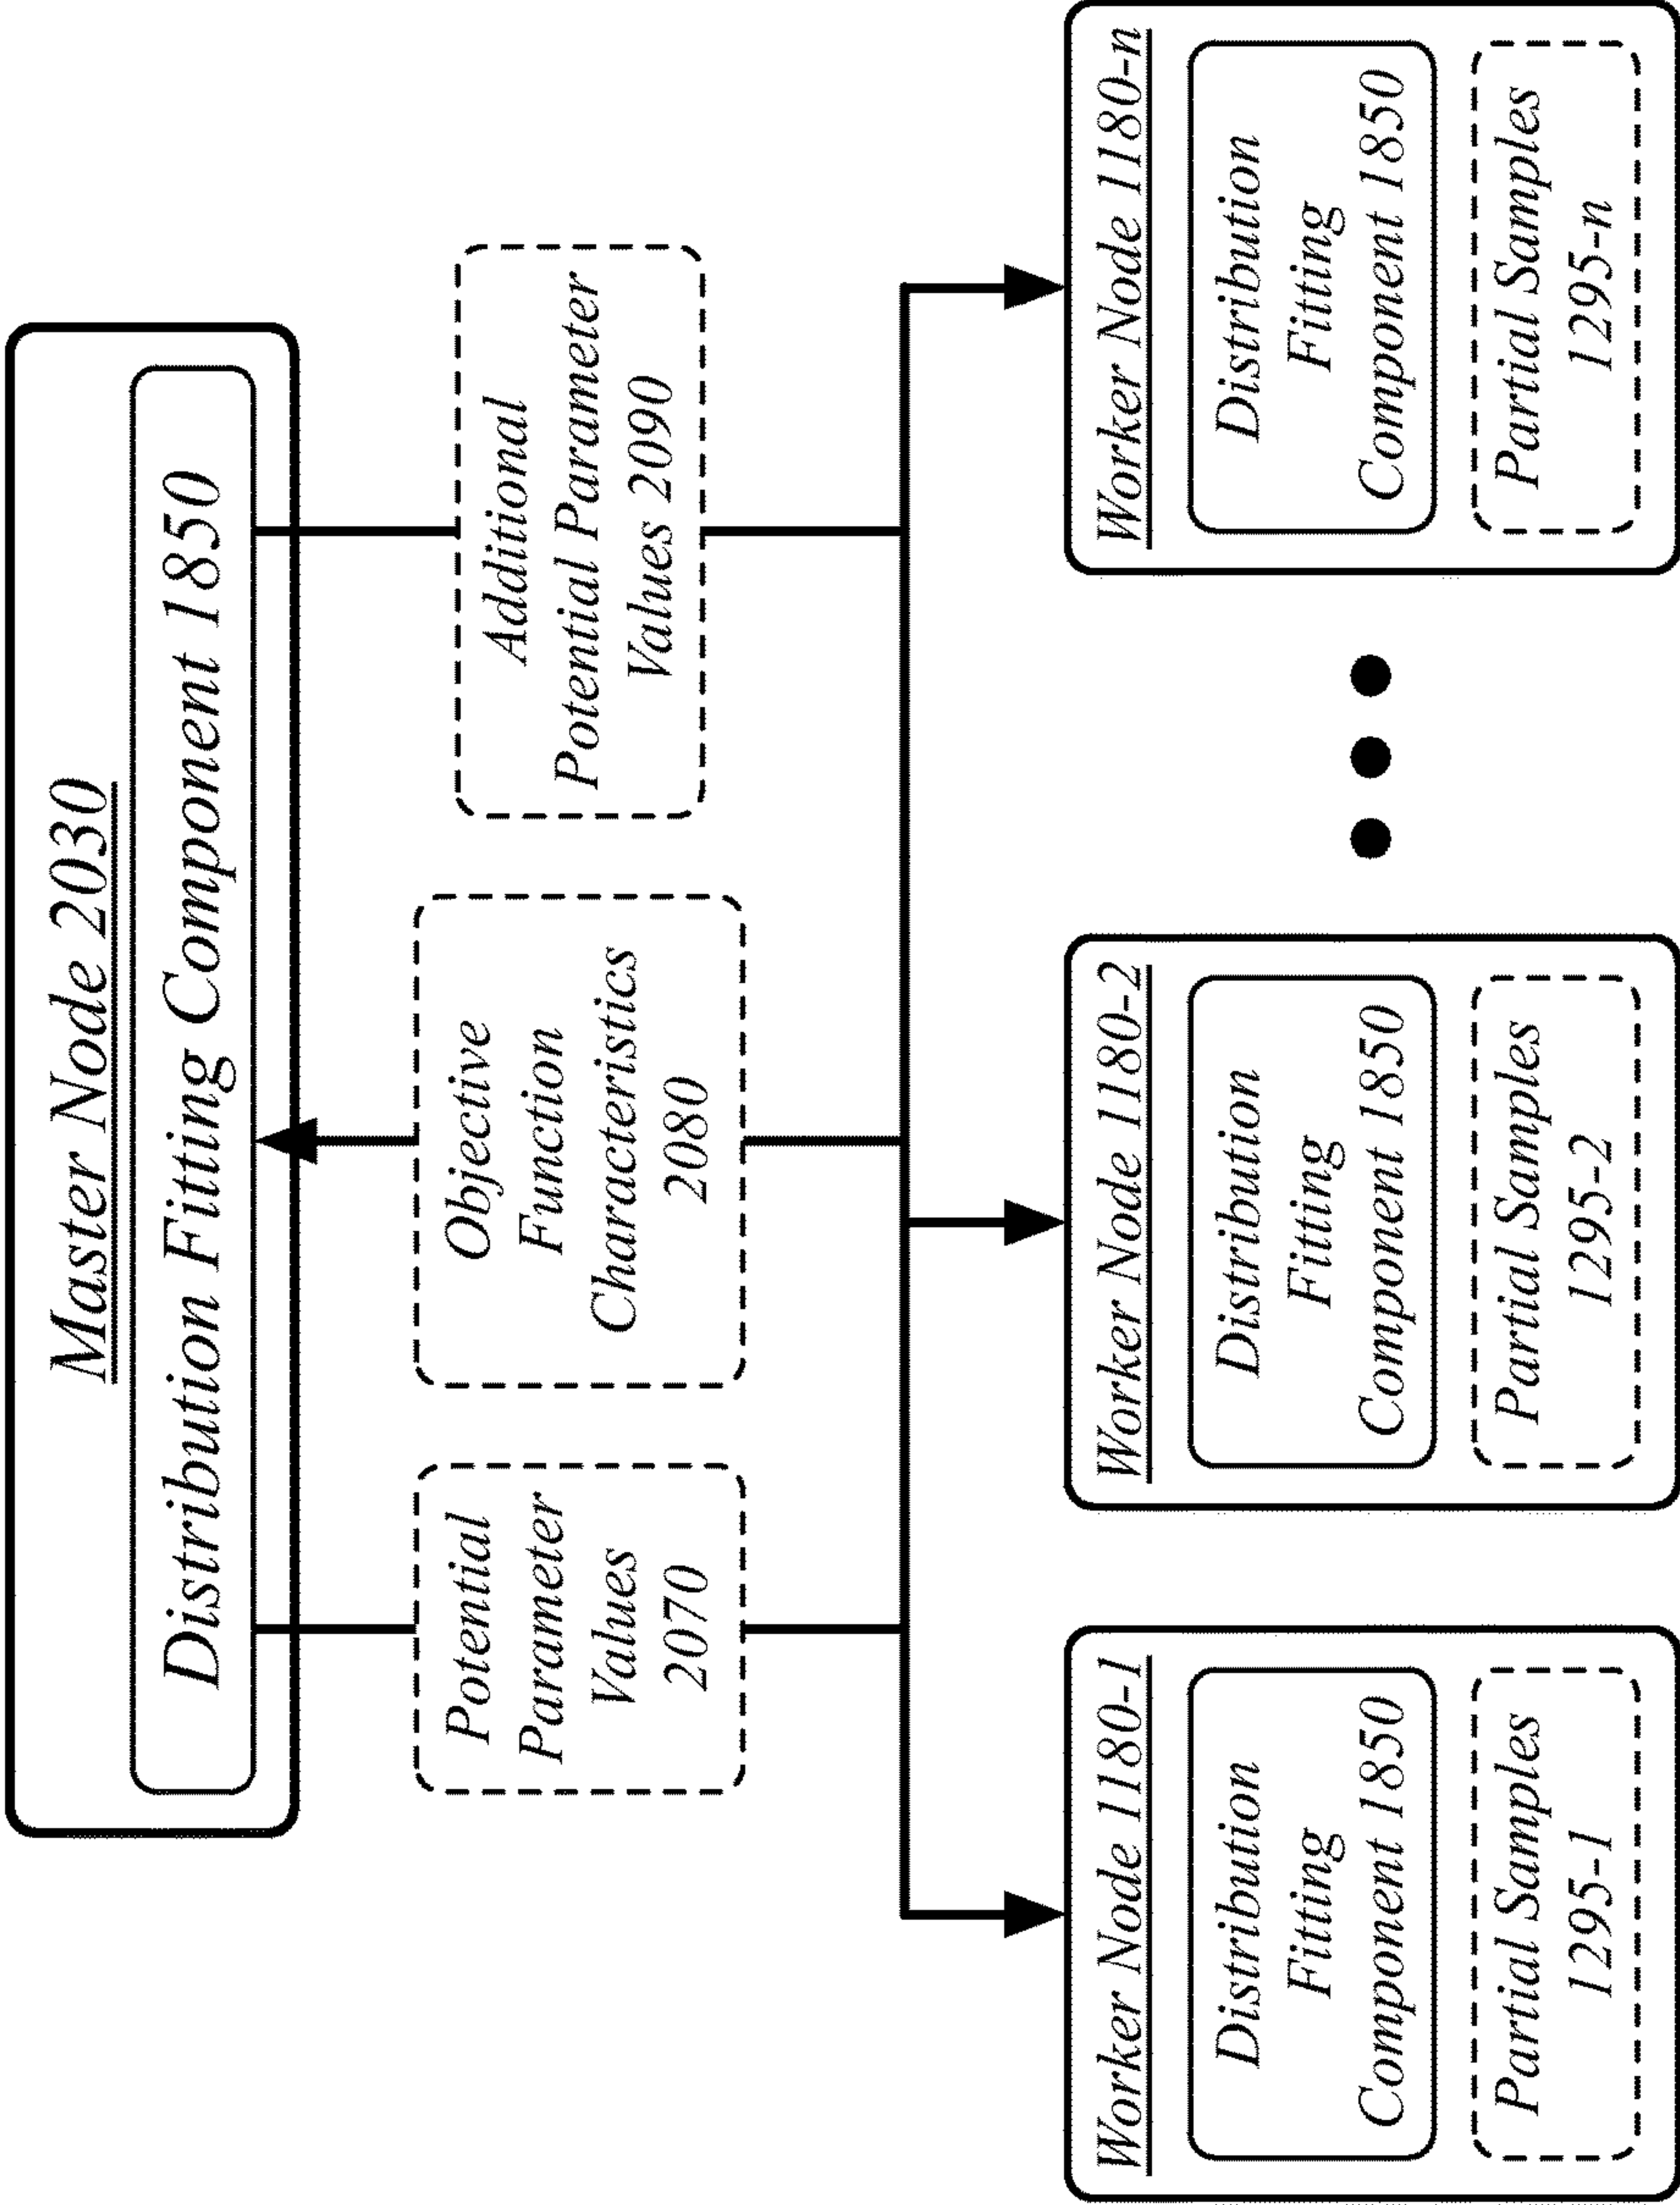 Master Node 2030
Distribution Fitting Component 1850
Potential
Parameter
Values
2070
Objective
Function
Characteristics
2080
Additional
Potential Parameter
Values 2090
Worker Node 1180-1
Distribution
Fitting
Component 1850
Partial Samples
1295-1
Worker Node 1180-2
Distribution
Fitting
Component 1850
Partial Samples
1295-2
Worker Node 1180-n
Distribution
Fitting
Component 1850
Partial Samples
1295-n